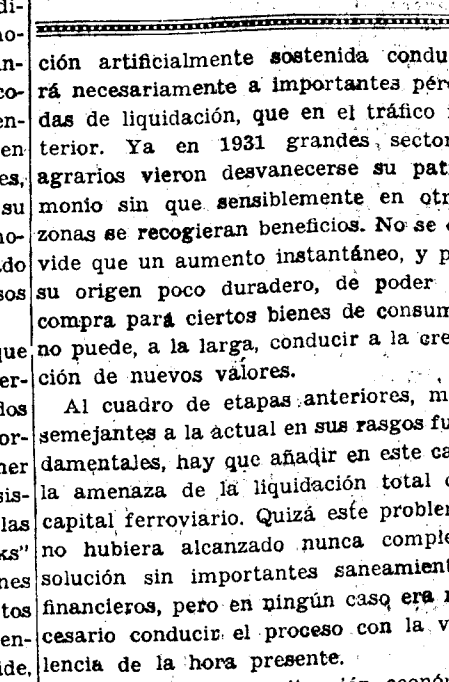 ción artificialmente sostenida condu
rá necesariamente a importantes pér
das de liquidación, que en el tráfico
terior. Ya en 1931 grandes sector
agrarios vieron desvanecerse su pat
monio sin que sensiblemente en otr
zonas se recogieran beneficios. No se
vide que un aumento instantáneo, y p
su origen poco duradero, de poder
compra para ciertos bienes de consum
no puede, a la larga, conducir a la cre
ción de nuevos valores.
Al cuadro de etapas anteriores, m
semejantes a la actual en sus rasgos fu
damentales, hay que añadir en este ca
la amenaza de la liquidación total
capital ferroviario. Quizá este proble
no hubiera alcanzado nunca comple
solución sin importantes saneamient
financieros, pero en ningún caso era
cesario conducir el proceso con la v
lencia de la hora presente.